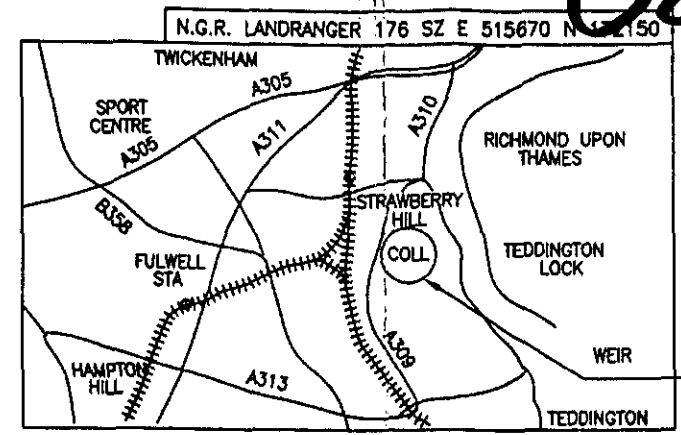 N.G.R. LANDRANGER 176 SZ E 515670 N 172150
TWICKENHAM
A305
SPORT
CENTRE
A305
A311
A310
RICHMOND UPON
THAMES
B358
STRAWBERRY
HILL
COLL
FULWELL
STA
TEDDINGTON
LOCK
HAMPTON
HILL
A313
A309
WEIR
TEDDINGTON